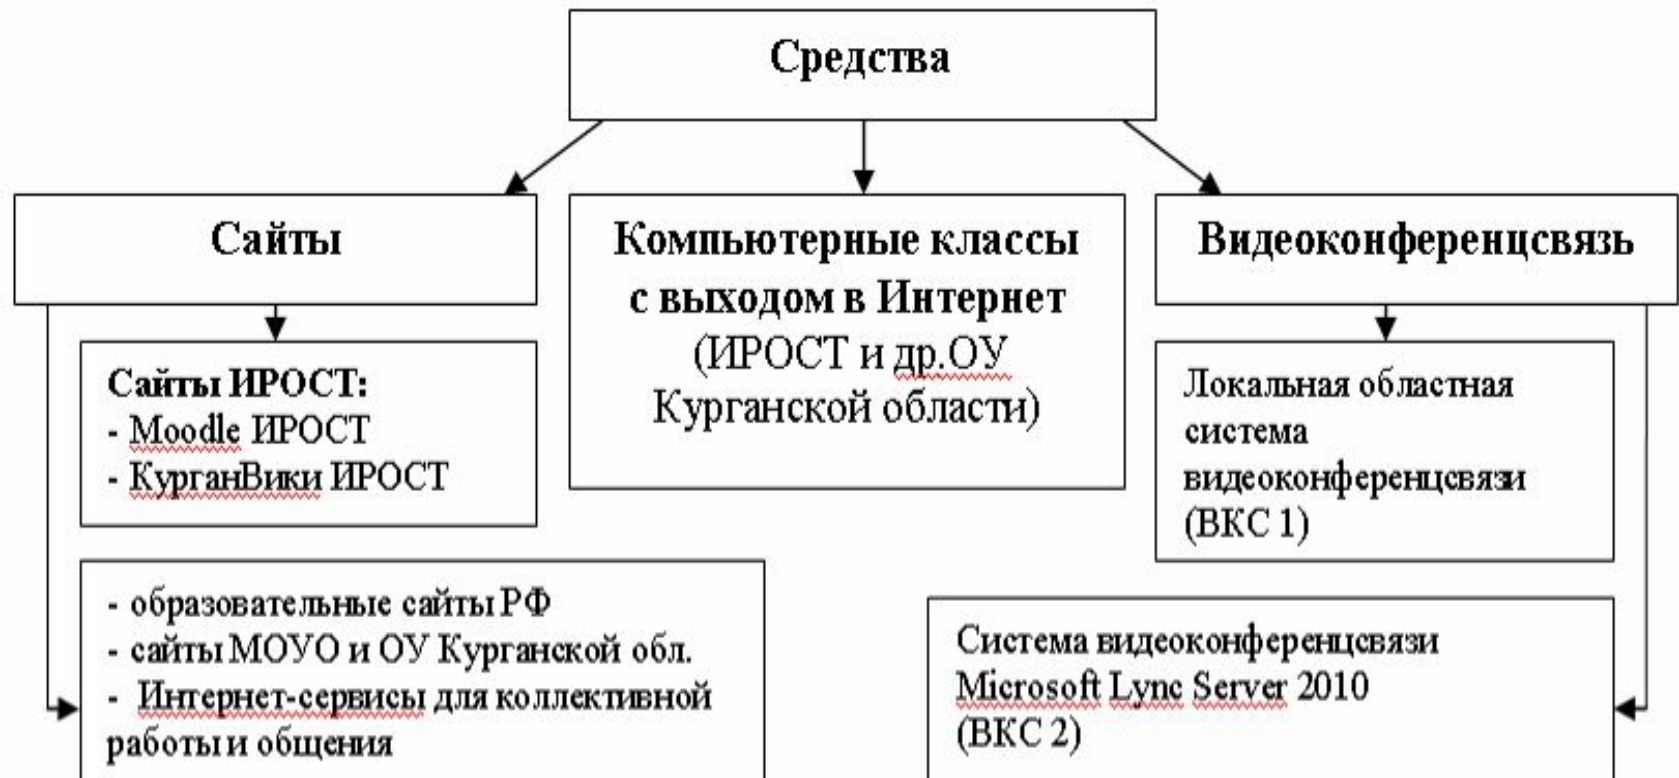 Средства
Сайты
Компьютерные классы
с выходом в Интернет
(ИРОСТ и др.ОУ
Курганской области)
Видеоконференцсвязь
Сайты ИРОСТ:
- Moodle ИРОСТ
- КурганВики ИРОСТ
Локальная областная
система
видеоконференцсвязи
(ВКС 1)
- образовательные сайты РФ
- сайты МОУО и ОУ Курганской обл.
- Интернет-сервисы для коллективной
работы и общения
Система видеоконференцсвязи
Microsoft Lync Server 2010
(ВКС 2)